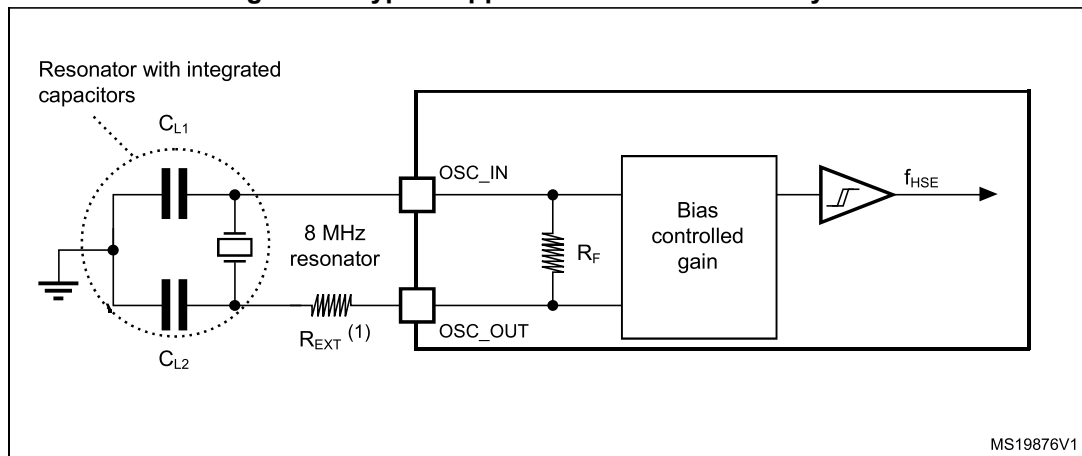 Resonator with integrated
capacitors
CL1
OSC_IN
fHSE
8 MHz
resonator
RF
Bias
controlled
gain
REXT (1)
OSC_OUT
CL2
MS19876V1